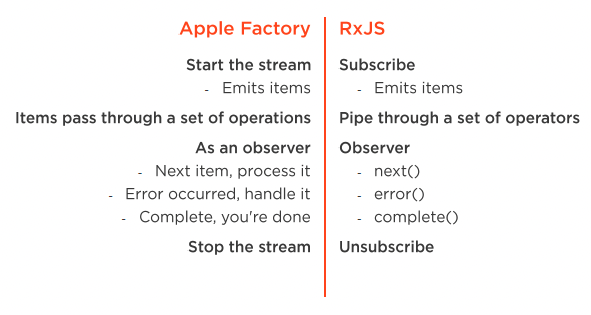 Apple Factory
Start the stream
- Emits items
Items pass through a set of operations
As an observer
- Next item, process it
- Error occurred, handle it
- Complete, you're done
Stop the stream
RxJS
Subscribe
- Emits items
Pipe through a set of operators
Observer
- next()
- error()
- complete()
Unsubscribe